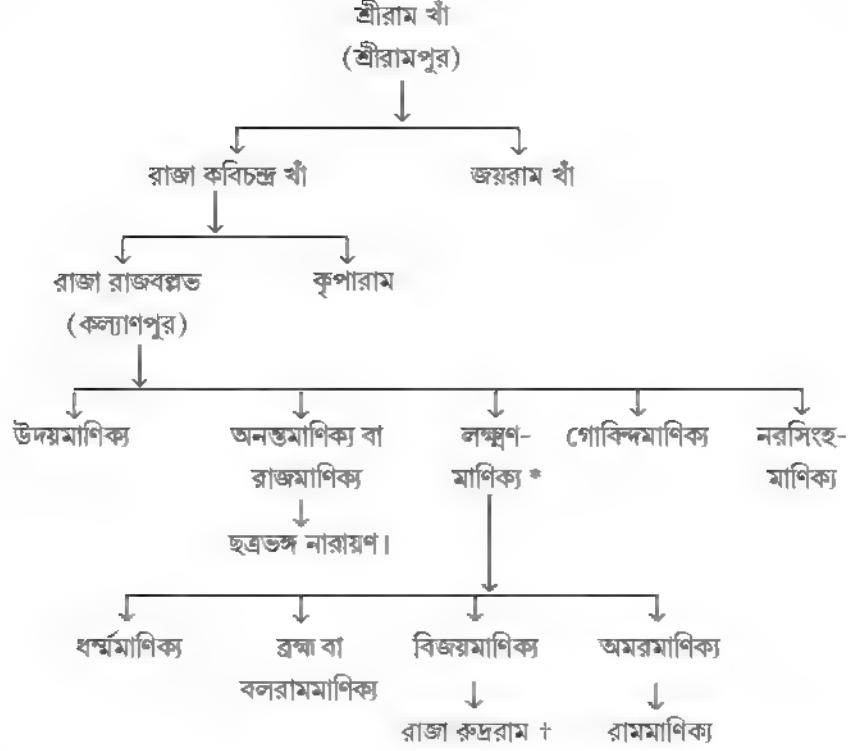 শ্রীরাম খাঁ
(শ্রীরামপুর)
রাজা কবিচন্দ্র খাঁ জয়রাম খাঁ
রাজা রাজবল্লভ কৃপারাম
(কল্যাণপুর)
উদয়মাণিক্য অনন্তমাণিক্য বা লক্ষ্মণ- গোবিন্দমাণিক্য নরসিংহ-
রাজমাণিক্য মাণিক্য * মাণিক্য
ছত্রভঙ্গ নারায়ণ।
ধর্ম্মমাণিক্য ব্রহ্ম বা বিজয়মাণিক্য অমরমাণিক্য
বলরামমাণিক্য
রাজা রুদ্ররাম † রামমাণিক্য